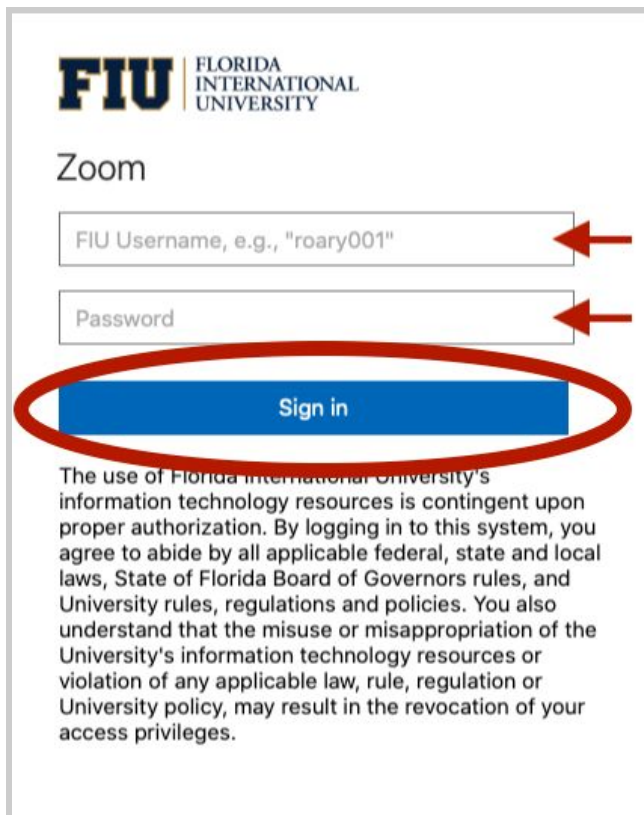 FIU
FLORIDA
INTERNATIONAL
UNIVERSITY
Zoom
FIU Username, e.g., "roary001"
Password
Sign in
The use of Florida International University's
information technology resources is contingent upon
proper authorization. By logging in to this system, you
agree to abide by all applicable federal, state and local
laws, State of Florida Board of Governors rules, and
University rules, regulations and policies. You also
understand that the misuse or misappropriation of the
University's information technology resources or
violation of any applicable law, rule, regulation or
University policy, may result in the revocation of your
access privileges.